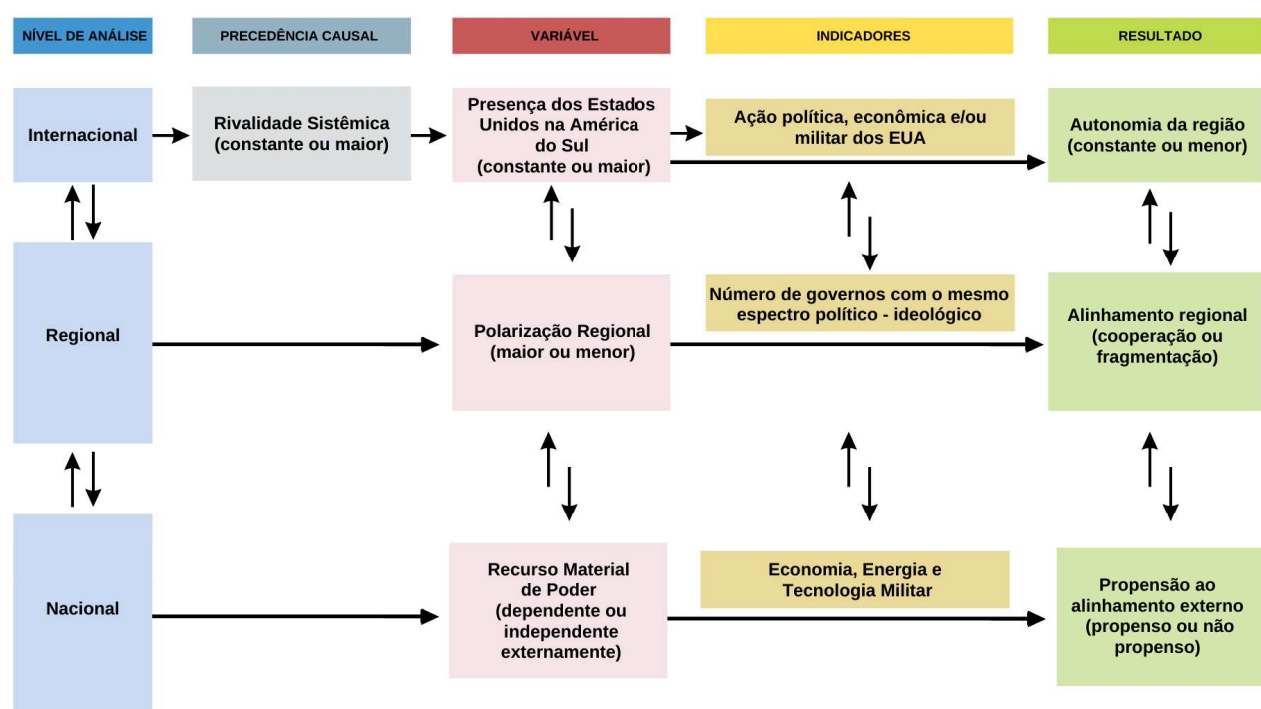 NÍVEL DE ANÁLISE
PRECEDÊNCIA CAUSAL
VARIÁVEL
INDICADORES
RESULTADO
Internacional
Rivalidade Sistêmica
(constante ou maior)
Presença dos Estados
Unidos na América
do Sul
(constante ou maior)
Ação política, econômica e/ou
militar dos EUA
Autonomia da região
(constante ou menor)
Regional
Polarização Regional
(maior ou menor)
Número de governos com o mesmo
espectro político - ideológico
Alinhamento regional
(cooperação ou
fragmentação)
Nacional
Recurso Material
de Poder
(dependente ou
independente
externamente)
Economia, Energia e
Tecnologia Militar
Propensão ao
alinhamento externo
(propenso ou não
propenso)